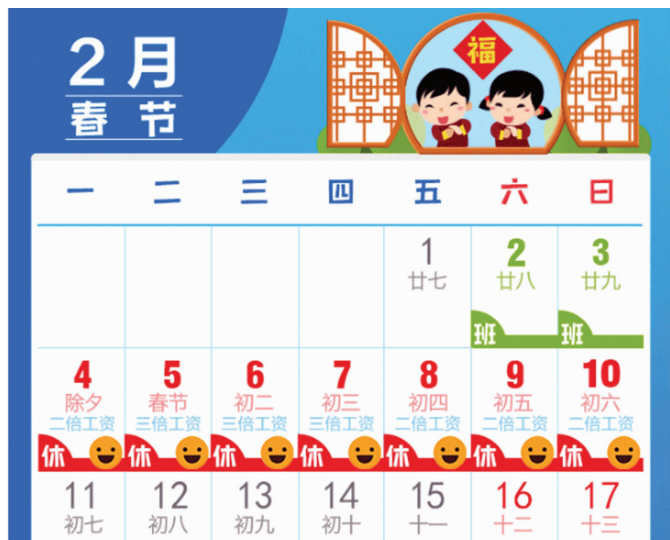 福
2月
春节
一 二 三 四 五 六 日
1 2 3
廿七 廿八 廿九
班 班
4 5 6 7 8 9 10
除夕 春节 初二 初三 初四 初五 初六
二倍工资 三倍工资 三倍工资 三倍工资 二倍工资 二倍工资 二倍工资
休 休 休 休 休 休 休
11 12 13 14 15 16 17
初七 初八 初九 初十 十一 十二 十三